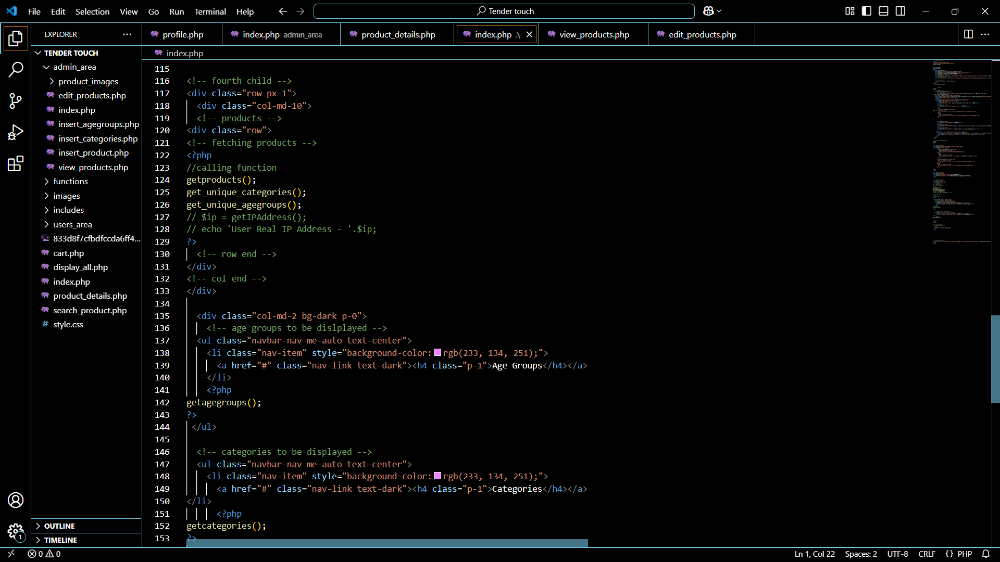 File Edit Selection View Go Run Terminal Help
Tender touch
EXPLORER
profile.php
index.php admin_area
product_details.php
index.php .\
view_products.php
edit_products.php
index.php
TENDER TOUCH
admin_area
product_images
edit_products.php
index.php
insert_agegroups.php
insert_categories.php
insert_product.php
view_products.php
functions
images
includes
users_area
833d8f7cfbdfccda6ff4...
cart.php
display_all.php
index.php
product_details.php
search_product.php
# style.css
OUTLINE
TIMELINE
1
115
116 <!-- fourth child -->
117 <div class="row px-1">
118 <div class="col-md-10">
119 <!-- products -->
120 <div class="row">
121 <!-- fetching products -->
122 <?php
123 //calling function
124 getproducts();
125 get_unique_categories();
126 get_unique_agegroups();
127 // $ip = getIPAddress();
128 // echo 'User Real IP Address - '.$ip;
129 ?>
130 <!-- row end -->
131 </div>
132 <!-- col end -->
133 </div>
134
135 <div class="col-md-2 bg-dark p-0">
136 <!-- age groups to be dislplayed -->
137 <ul class="navbar-nav me-auto text-center">
138 <li class="nav-item" style="background-color:rgb(233, 134, 251);">
139 <a href="#" class="nav-link text-dark"><h4 class="p-1">Age Groups</h4></a>
140 </li>
141 <?php
142 getagegroups();
143 ?>
144 </ul>
145
146 <!-- categories to be displayed -->
147 <ul class="navbar-nav me-auto text-center">
148 <li class="nav-item" style="background-color:rgb(233, 134, 251);">
149 <a href="#" class="nav-link text-dark"><h4 class="p-1">Categories</h4></a>
150 </li>
151 <?php
152 getcategories();
153 ?>
0 0
Ln 1, Col 22 Spaces: 2 UTF-8 CRLF {} PHP